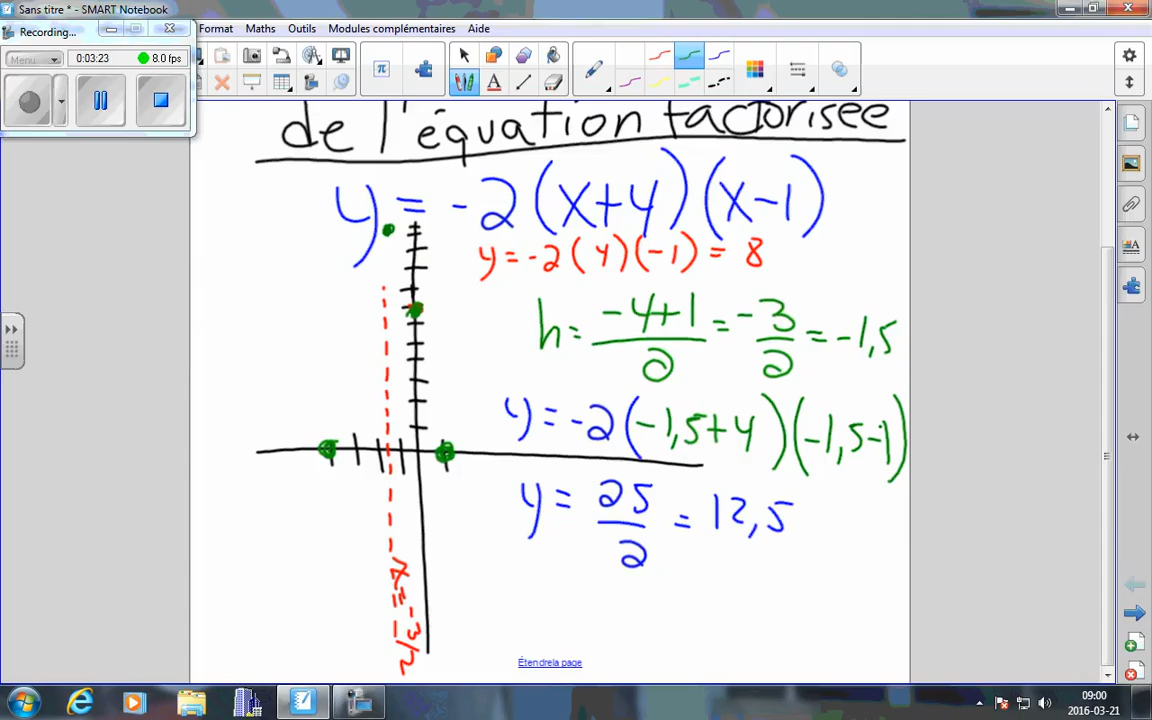 Sans titre * - SMART Notebook
Recording...
Format Maths Outils Modules complémentaires Aide
Menu 0:03:23 8.0 fps
de l'équation factorisée
y = -2(x+4)(x-1)
y = -2(4)(-1) = 8
h = -4+1/2 = -3/2 = -1,5
y = -2(-1,5+4)(-1,5-1)
y = 25/2 = 12,5
x = -3/2
Étendrela page
09:00
2016-03-21